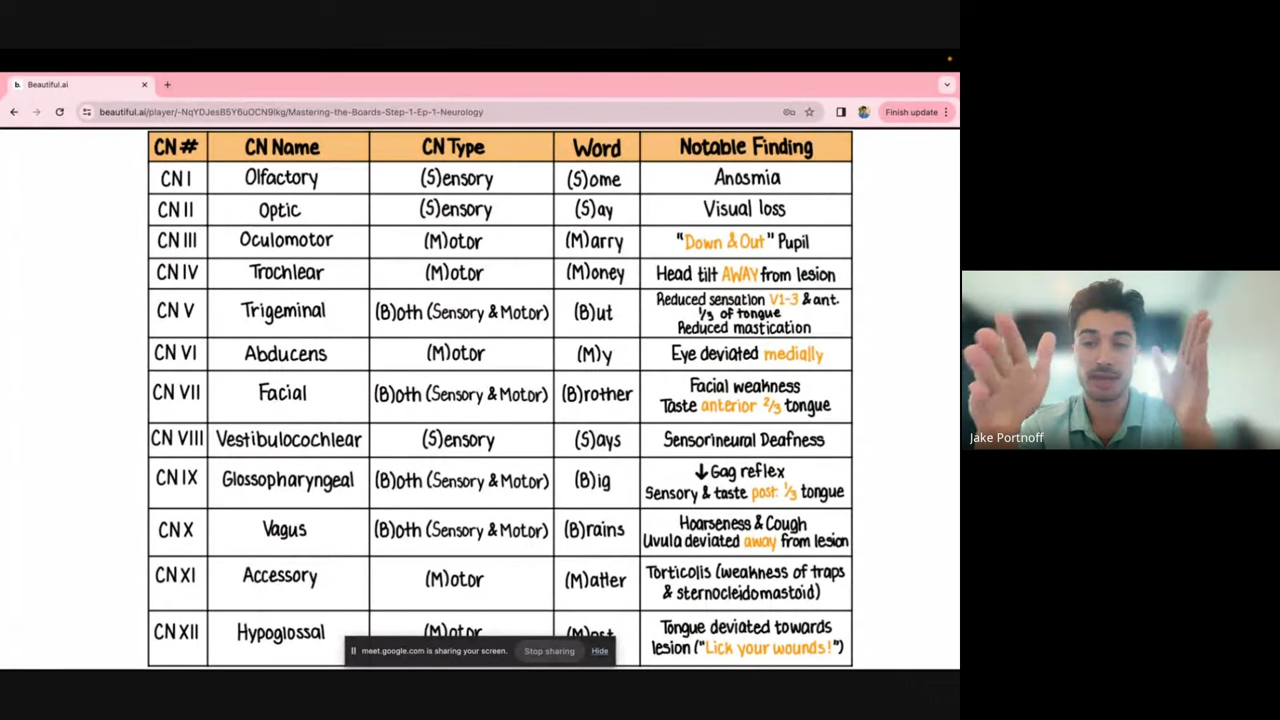 b. Beautiful.ai
beautiful.ai/player/-NqYDJesB5Y6uOCN9lkg/Mastering-the-Boards-Step-1-Ep-1-Neurology
Finish update
CN # CN Name CN Type Word Notable Finding
CN I Olfactory (S)ensory (S)ome Anosmia
CN II Optic (S)ensory (S)ay Visual loss
CN III Oculomotor (M)otor (M)arry "Down & Out" Pupil
CN IV Trochlear (M)otor (M)oney Head tilt AWAY from lesion
CN V Trigeminal (B)oth (Sensory & Motor) (B)ut Reduced sensation V1-3 & ant.
⅓ of tongue
Reduced mastication
CN VI Abducens (M)otor (M)y Eye deviated medially
CN VII Facial (B)oth (Sensory & Motor) (B)rother Facial weakness
Taste anterior ⅔ tongue
CN VIII Vestibulocochlear (S)ensory (S)ays Sensorineural Deafness
CN IX Glossopharyngeal (B)oth (Sensory & Motor) (B)ig ↓ Gag reflex
Sensory & taste post. ⅓ tongue
CN X Vagus (B)oth (Sensory & Motor) (B)rains Hoarseness & Cough
Uvula deviated away from lesion
CN XI Accessory (M)otor (M)atter Torticolis (weakness of traps
& sternocleidomastoid)
CN XII Hypoglossal (M)otor (M)ost Tongue deviated towards
lesion ("Lick your wounds!")
meet.google.com is sharing your screen. Stop sharing Hide
Jake Portnoff